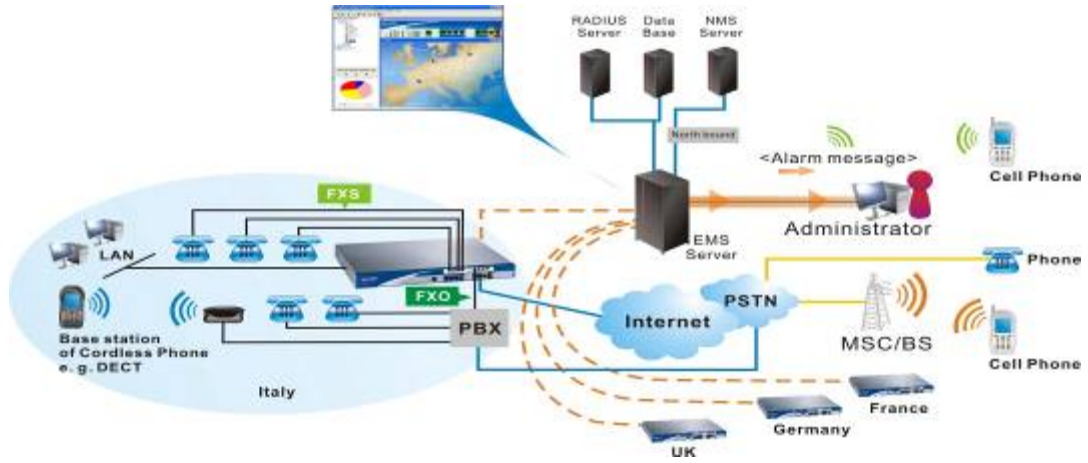 RADIUS
Server
Data
Base
NMS
Server
North bound
<Alarm message>
Cell Phone
FXS
EMS
Server
Administrator
LAN
Phone
FXO
PBX
Internet
PSTN
Base station
of Cordless Phone
e. g. DECT
MSC/BS
Cell Phone
Italy
France
Germany
UK